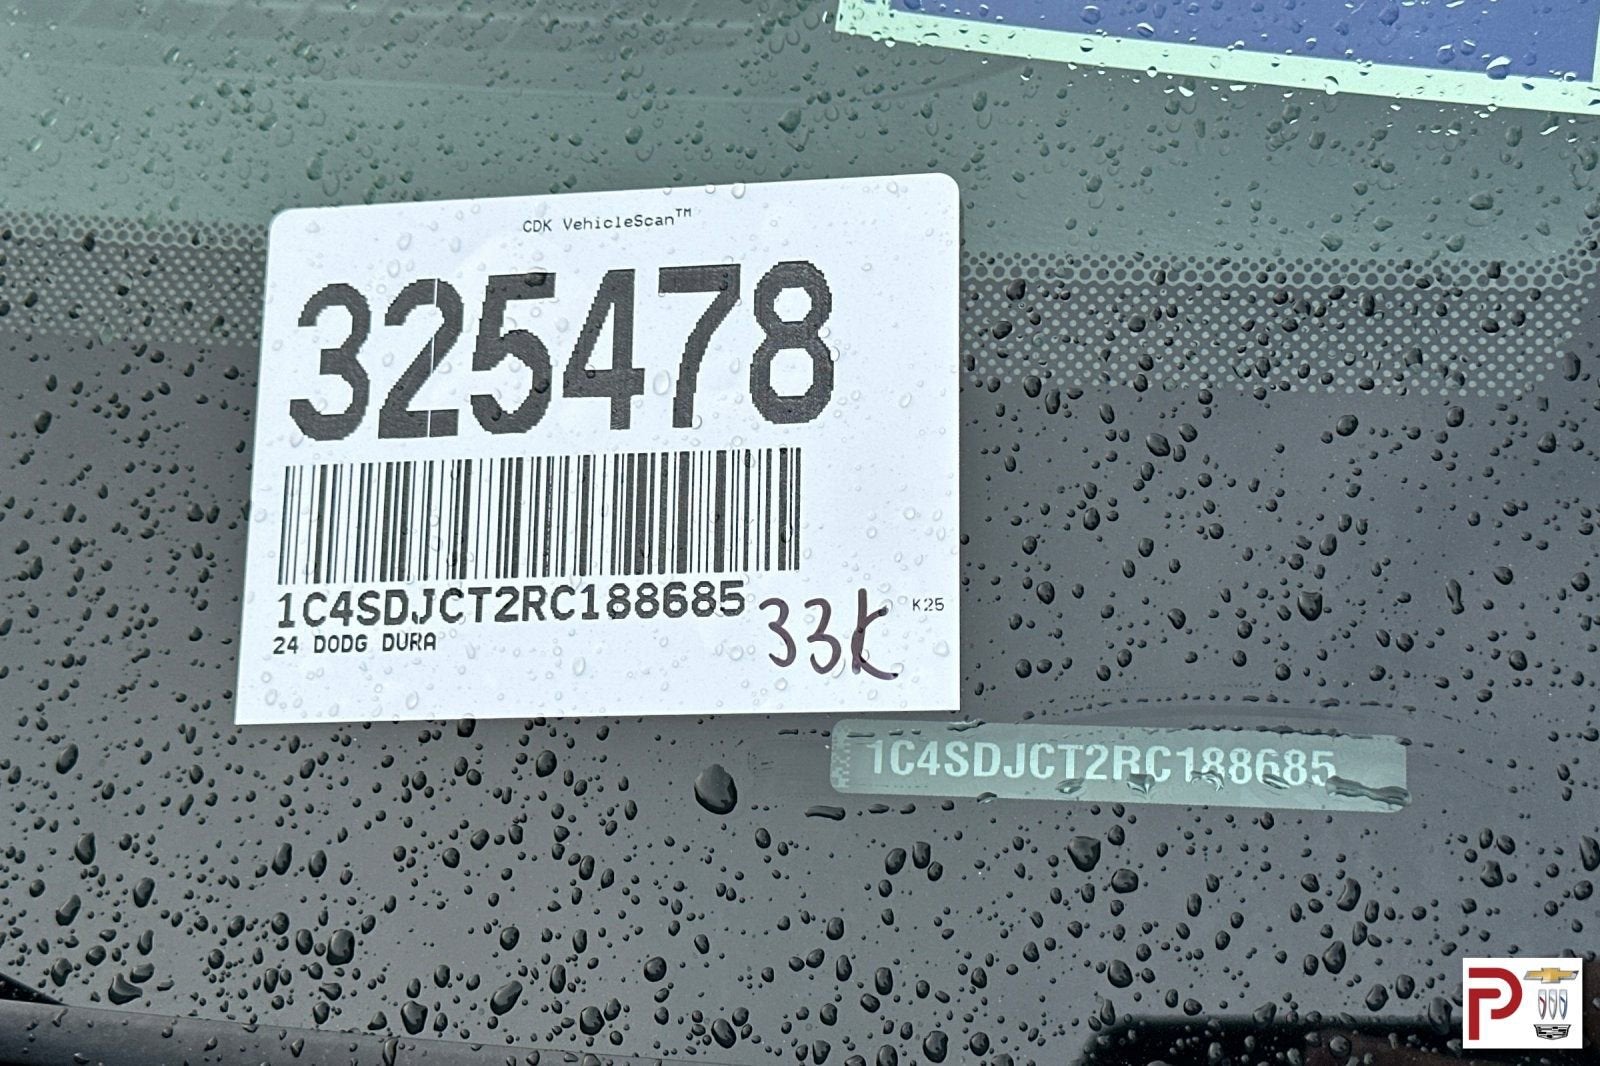 CDK VehicleScan™
325478
1C4SDJCT2RC188685
24 DODG DURA
33K
K25
1C4SDJCT2RC188685
P